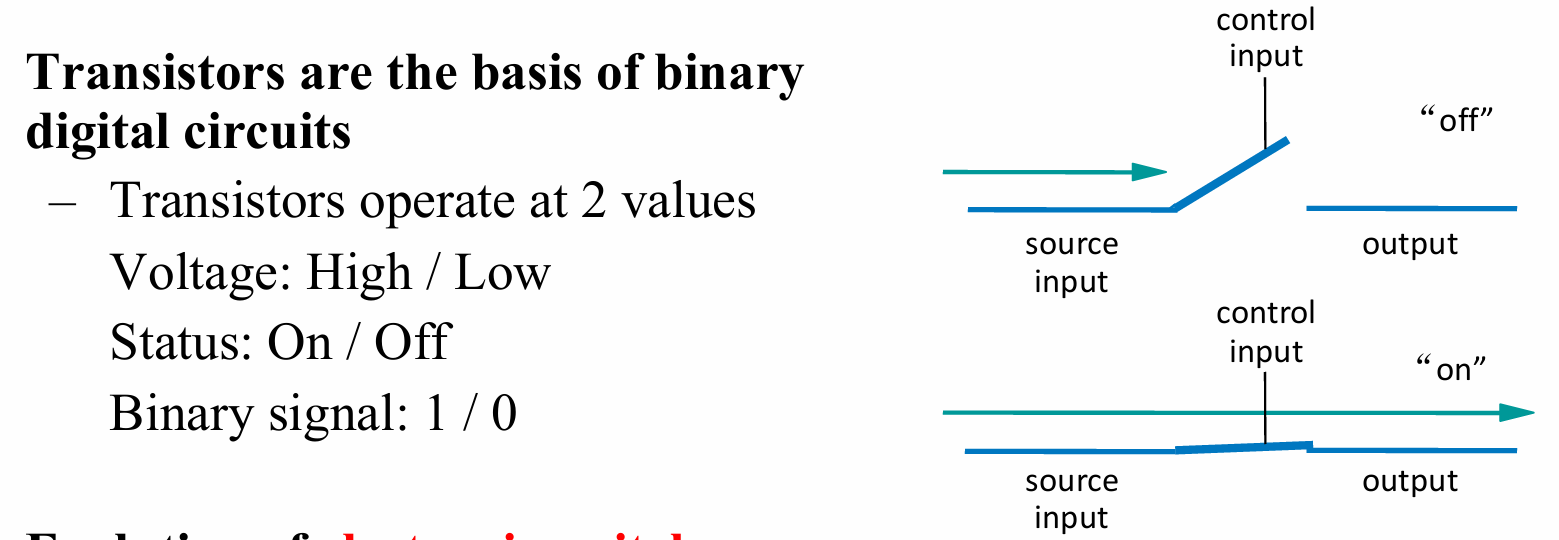 Transistors are the basis of binary
digital circuits
– Transistors operate at 2 values
Voltage: High / Low
Status: On / Off
Binary signal: 1 / 0
control
input
“off”
source
input
output
control
input
“on”
source
input
output